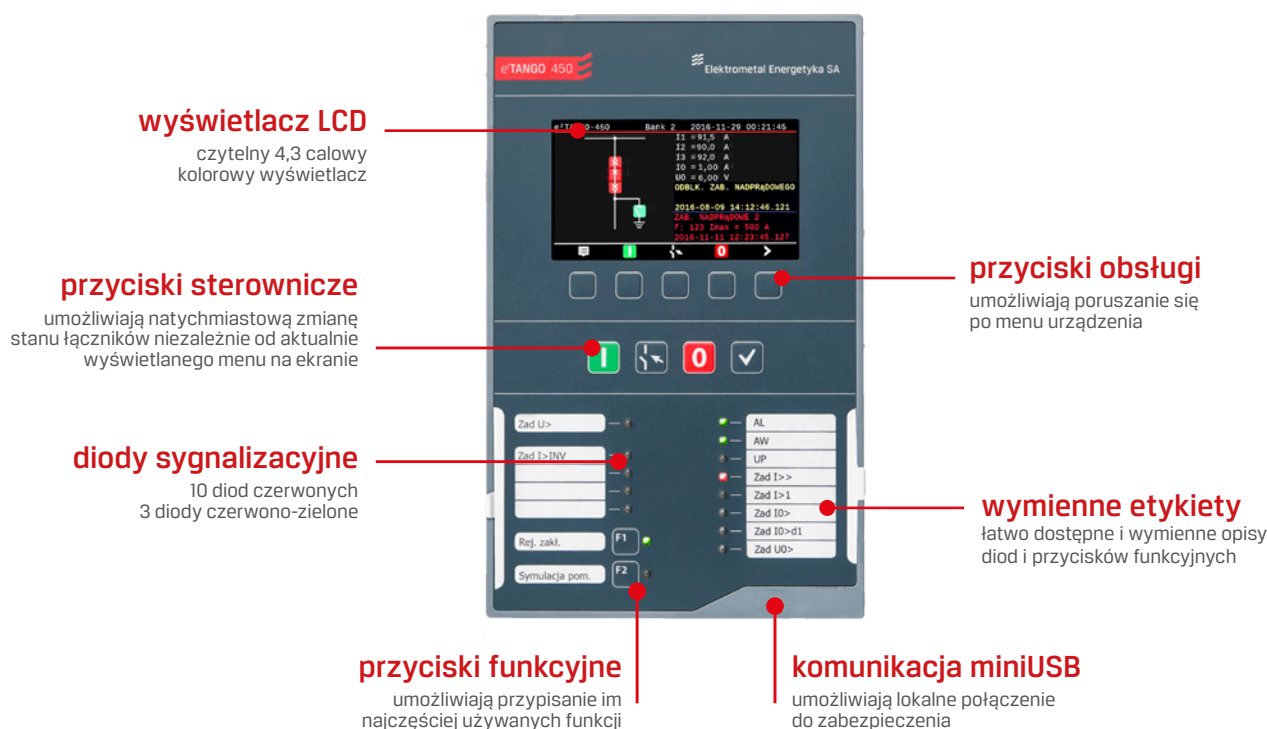 e²TANGO 450
Elektrometal Energetyka SA
wyświetlacz LCD
czytelny 4,3 calowy
kolorowy wyświetlacz
e²TANGO-450 Bank 2 2016-11-29 00:21:45
I1 =91,5 A
I2 =90,0 A
I3 =92,0 A
I0 =1,00 A
U0 =6,00 V
ODBLK. ZAB. NADPRĄDOWEGO
2016-08-09 14:12:46.121
ZAB. NADPRĄDOWE 2
f: 123 Imax = 500 A
2016-11-11 12:23:45.127
I
0
przyciski sterownicze
umożliwiają natychmiastową zmianę
stanu łączników niezależnie od aktualnie
wyświetlanego menu na ekranie
przyciski obsługi
umożliwiają poruszanie się
po menu urządzenia
I
0
diody sygnalizacyjne
10 diod czerwonych
3 diody czerwono-zielone
Zad U>
Zad I>INV
Rej. zakł.
F1
Symulacja pom.
F2
AL
AW
UP
Zad I>>
Zad I>1
Zad I0>
Zad I0>d1
Zad U0>
wymienne etykiety
łatwo dostępne i wymienne opisy
diod i przycisków funkcyjnych
przyciski funkcyjne
umożliwiają przypisanie im
najczęściej używanych funkcji
komunikacja miniUSB
umożliwiają lokalne połączenie
do zabezpieczenia